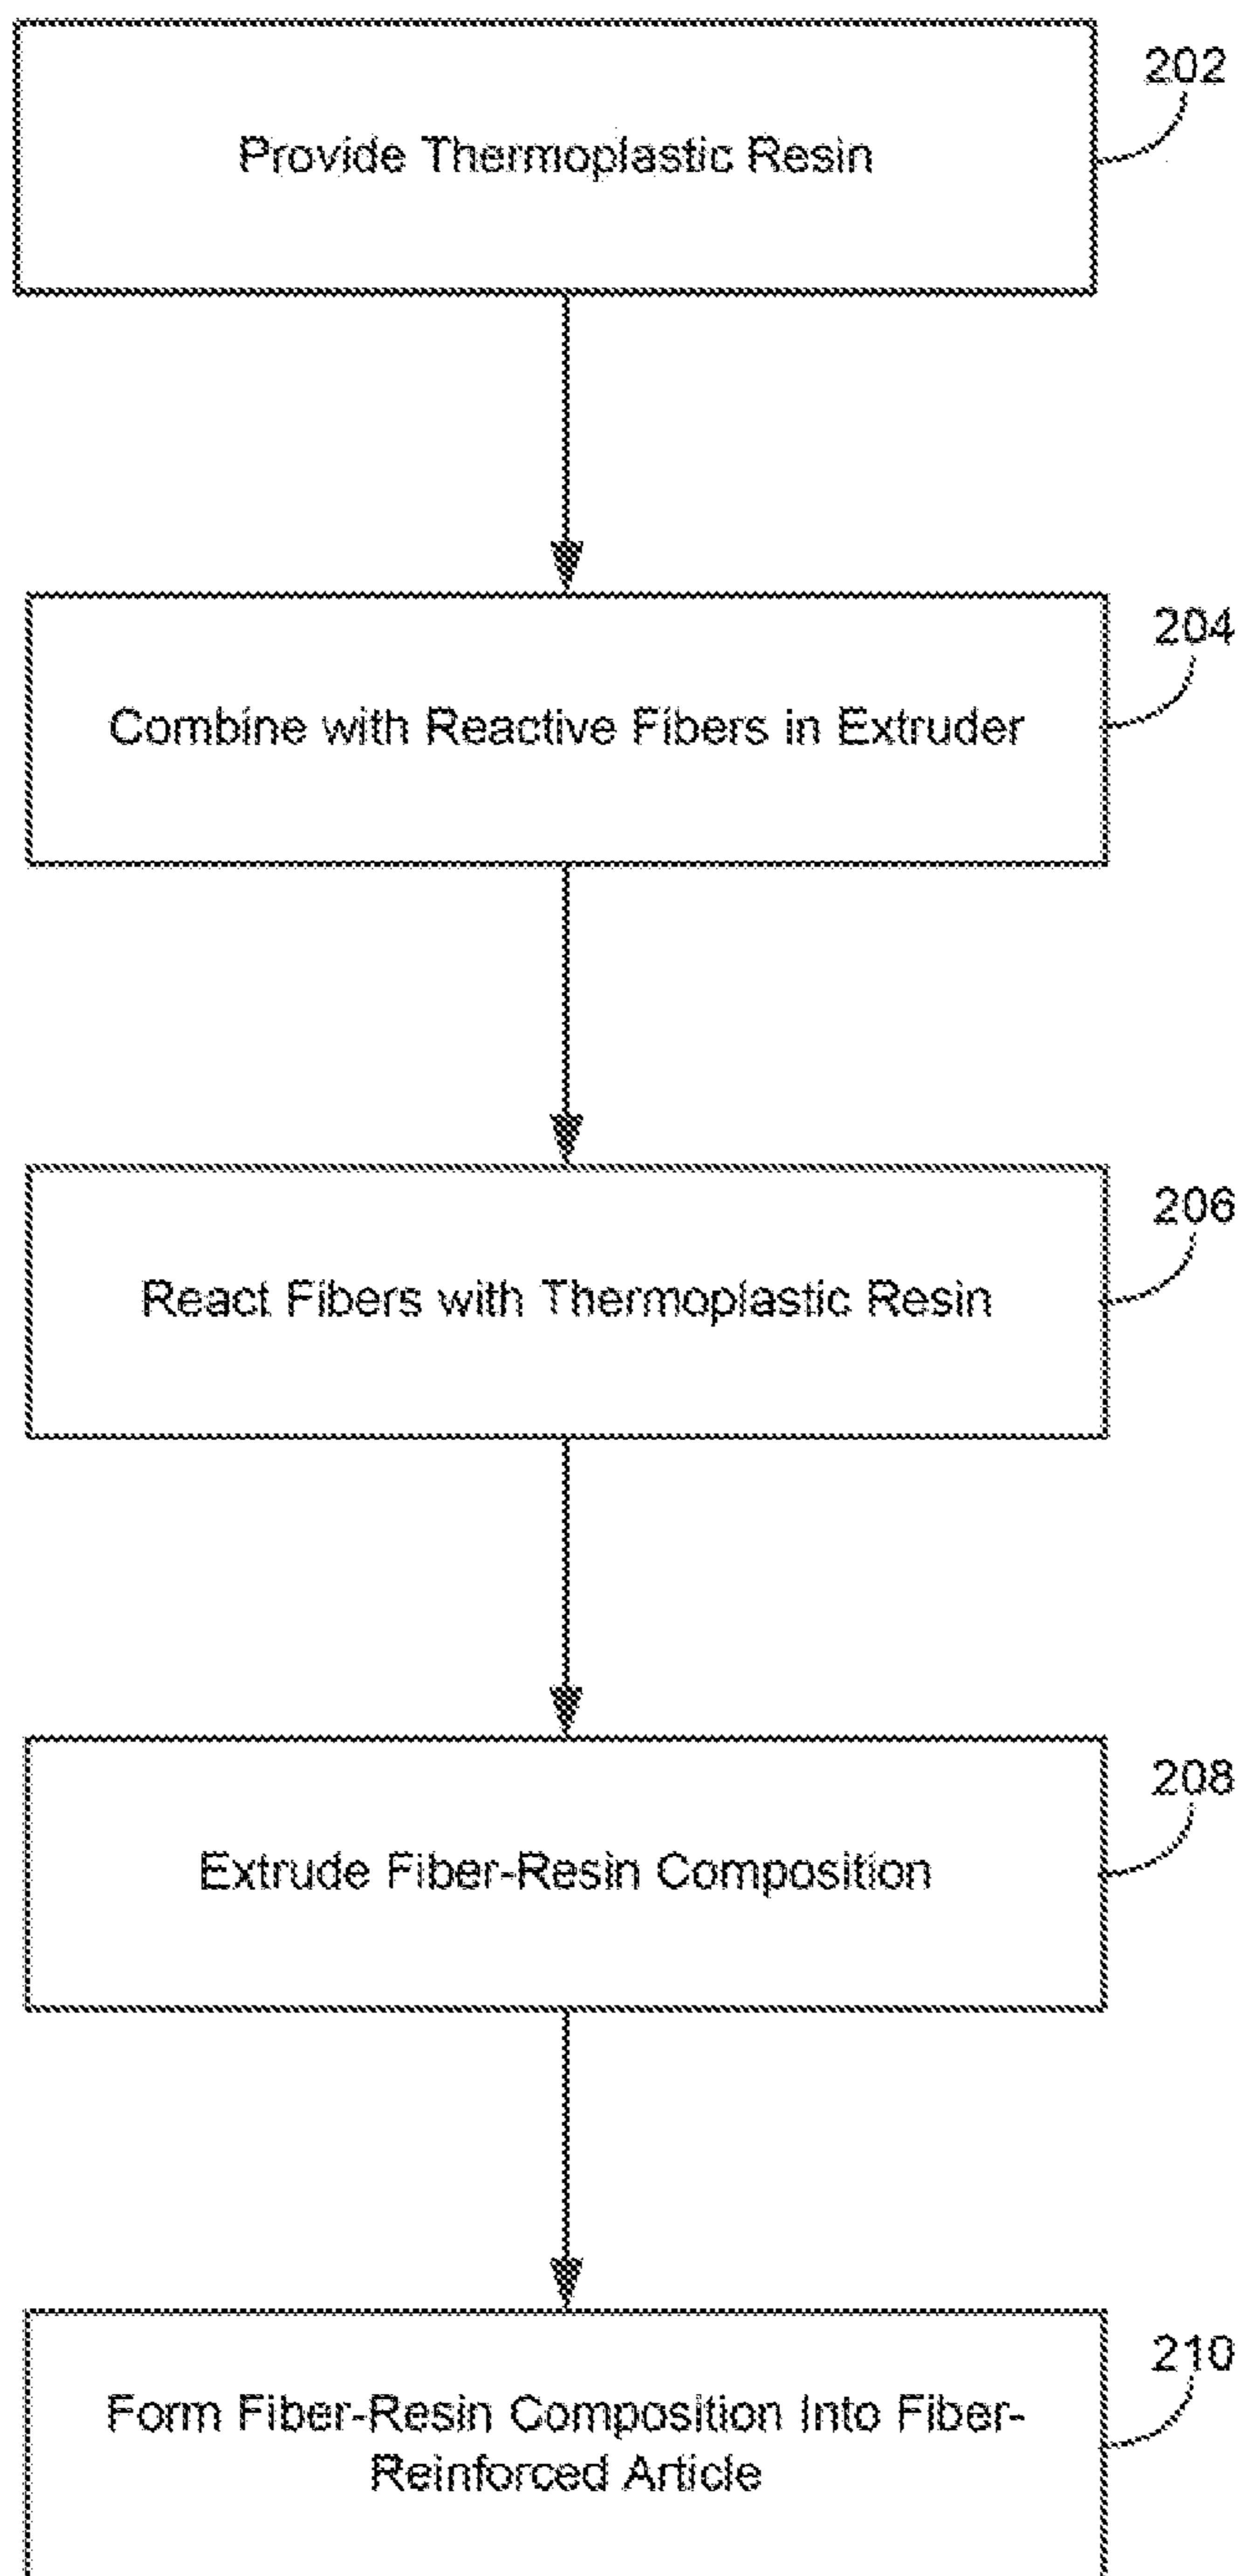 202
Provide Thermoplastic Resin
204
Combine with Reactive Fibers in Extruder
206
React Fibers with Thermoplastic Resin
208
Extrude Fiber-Resin Composition
210
Form Fiber-Resin Composition Into Fiber-
Reinforced Article